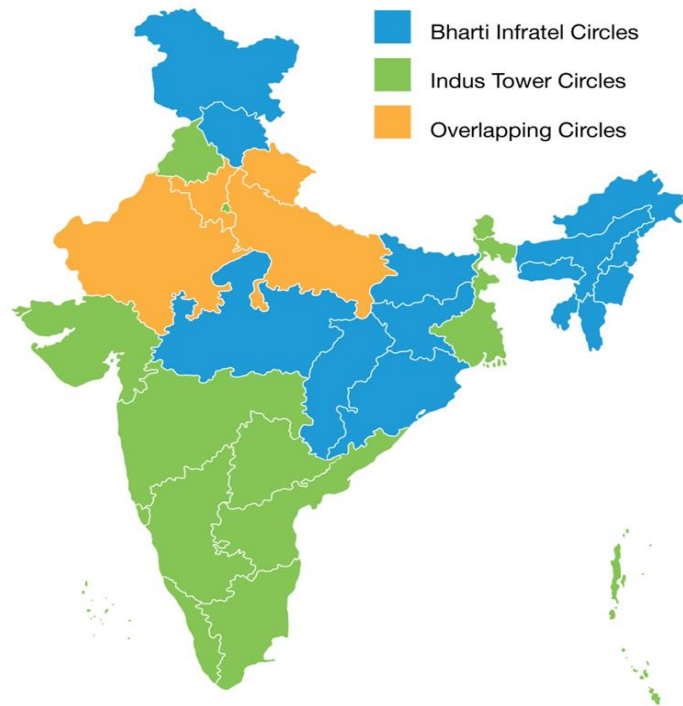 Bharti Infratel Circles
Indus Tower Circles
Overlapping Circles